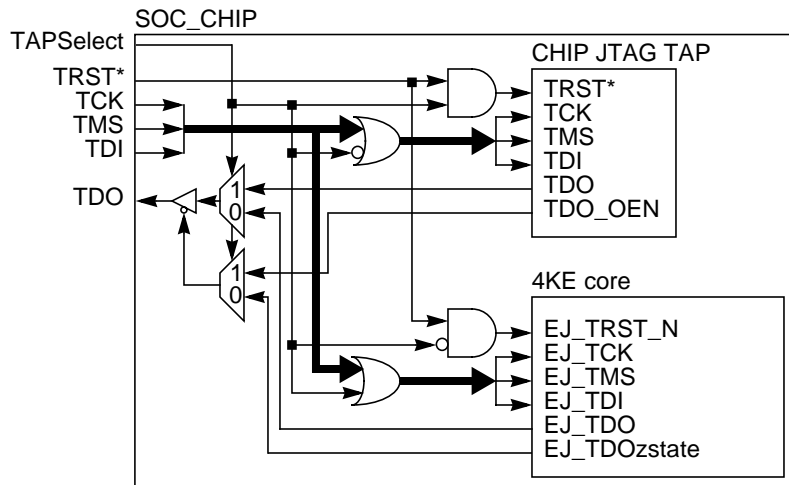 SOC_CHIP
TAPSelect
TRST*
TCK
TMS
TDI
TDO
CHIP JTAG TAP
TRST*
TCK
TMS
TDI
TDO
TDO_OEN
1
0
1
0
4KE core
EJ_TRST_N
EJ_TCK
EJ_TMS
EJ_TDI
EJ_TDO
EJ_TDOzstate